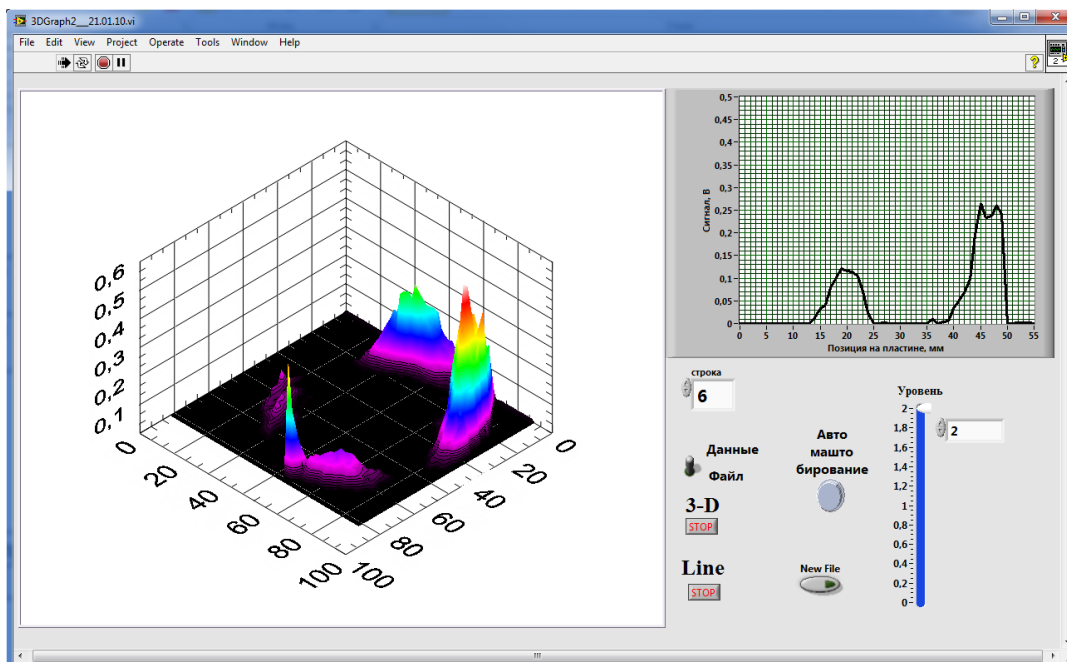 3DGraph2__21.01.10.vi
File Edit View Project Operate Tools Window Help
2
0,6
0,5
0,4
0,3
0,2
0,1
0 20 40 60 80 100
100 80 60 40 20 0
Сигнал, В
0,5
0,45
0,4
0,35
0,3
0,25
0,2
0,15
0,1
0,05
0
0 5 10 15 20 25 30 35 40 45 50 55
Позиция на пластине, мм
строка
6
Данные
Файл
3-D
STOP
Line
STOP
Авто
машто
бирование
New File
Уровень
2
2-
1,8-
1,6-
1,4-
1,2-
1-
0,8-
0,6-
0,4-
0,2-
0-